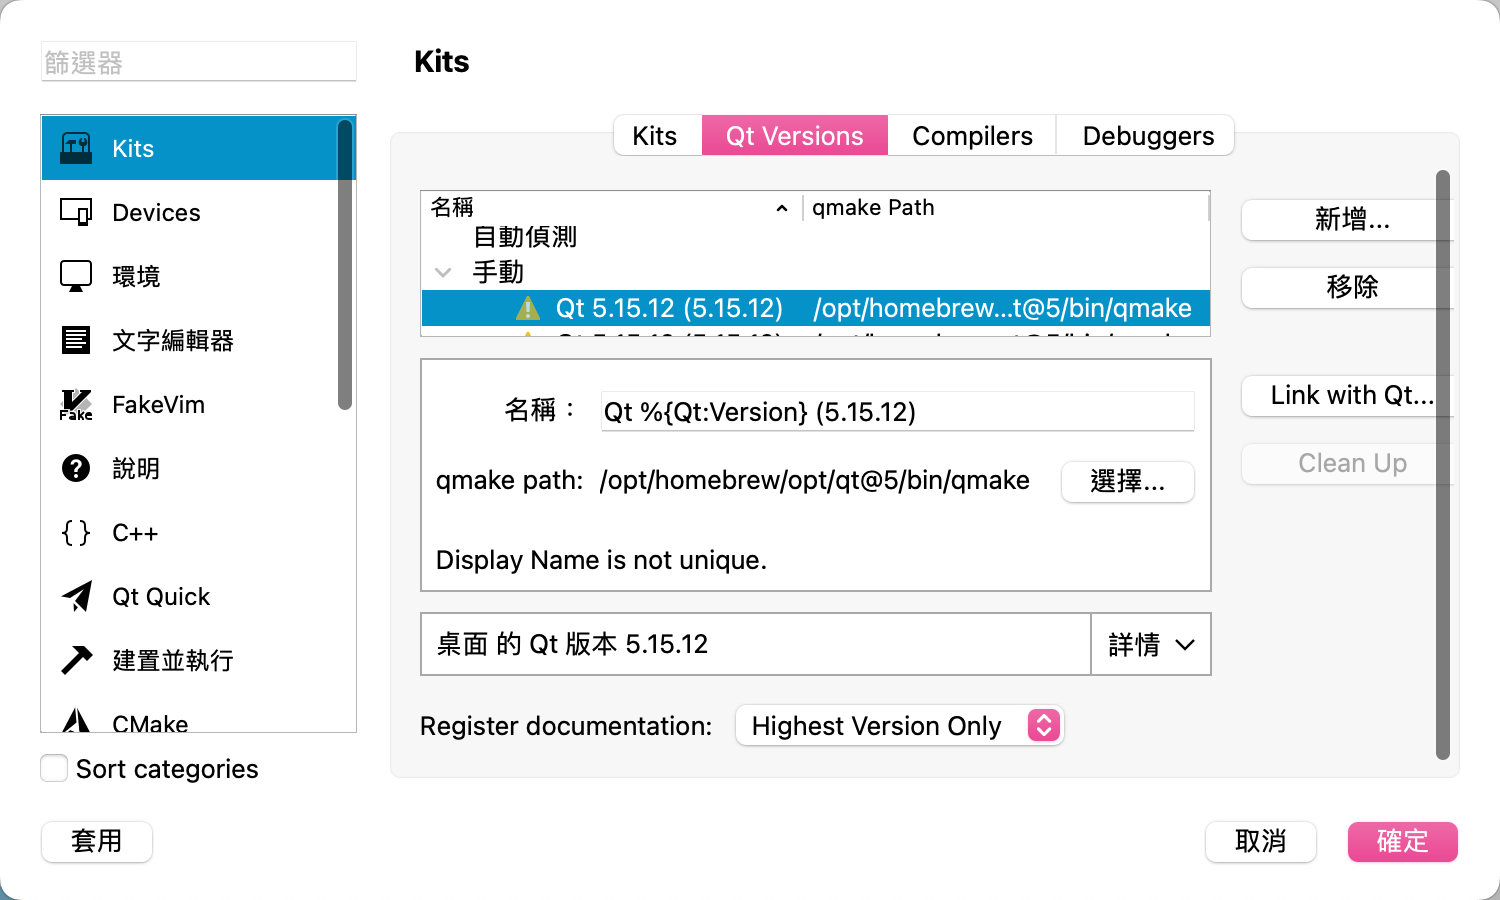 篩選器
Kits
Devices
環境
文字編輯器
Fake
FakeVim
說明
C++
Qt Quick
建置並執行
CMake
Sort categories
套用
Kits
Kits
Qt Versions
Compilers
Debuggers
名稱
qmake Path
自動偵測
手動
Qt 5.15.12 (5.15.12) /opt/homebrew...t@5/bin/qmake
新增...
移除
Link with Qt...
Clean Up
名稱：
Qt %{Qt:Version} (5.15.12)
qmake path: /opt/homebrew/opt/qt@5/bin/qmake
選擇...
Display Name is not unique.
桌面 的 Qt 版本 5.15.12
詳情
Register documentation: Highest Version Only
取消
確定